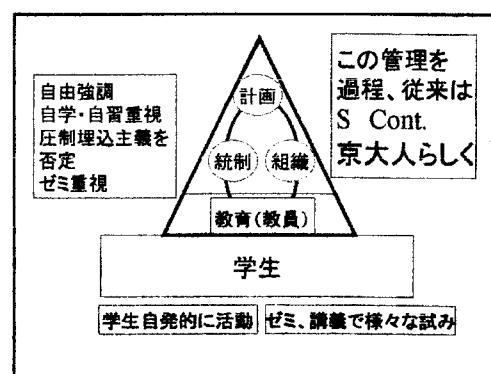 自由強調
自学・自習重視
圧制埋込主義を
否定
ゼミ重視
計画
統制
組織
教育(教員)
この管理を
過程、従来は
S Cont.
京大人らしく
学生
学生自発的に活動
ゼミ、講義で様々な試み